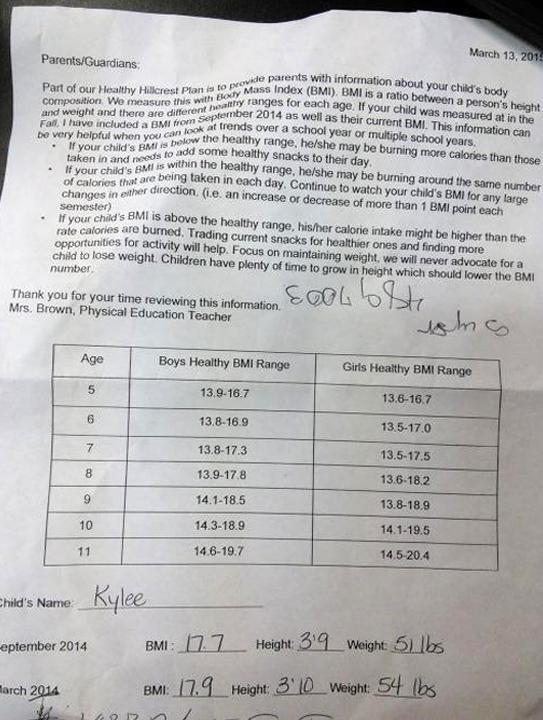 March 13, 2015
Parents/Guardians:
Part of our Healthy Hillcrest Plan is to provide parents with information about your child's body
composition. We measure this with Body Mass Index (BMI). BMI is a ratio between a person's height
and weight and there are different healthy ranges for each age. If your child was measured at in the
Fall, I have included a BMI from September 2014 as well as their current BMI. This information can
be very helpful when you can look at trends over a school year or multiple school years.
• If your child's BMI is below the healthy range, he/she may be burning more calories than those
taken in and needs to add some healthy snacks to their day.
• If your child's BMI is within the healthy range, he/she may be burning around the same number
of calories that are being taken in each day. Continue to watch your child's BMI for any large
changes in either direction. (i.e. an increase or decrease of more than 1 BMI point each
semester)
• If your child's BMI is above the healthy range, his/her calorie intake might be higher than the
rate calories are burned. Trading current snacks for healthier ones and finding more
opportunities for activity will help. Focus on maintaining weight, we will never advocate for a
child to lose weight. Children have plenty of time to grow in height which should lower the BMI
number.
Thank you for your time reviewing this information.
Mrs. Brown, Physical Education Teacher
Age Boys Healthy BMI Range Girls Healthy BMI Range
5 13.9-16.7 13.6-16.7
6 13.8-16.9 13.5-17.0
7 13.8-17.3 13.5-17.5
8 13.9-17.8 13.6-18.2
9 14.1-18.5 13.8-18.9
10 14.3-18.9 14.1-19.5
11 14.6-19.7 14.5-20.4
Child's Name: Kylee
September 2014 BMI: 17.7 Height: 3'9 Weight: 51 lbs
March 2014 BMI: 17.9 Height: 3'10 Weight: 54 lbs